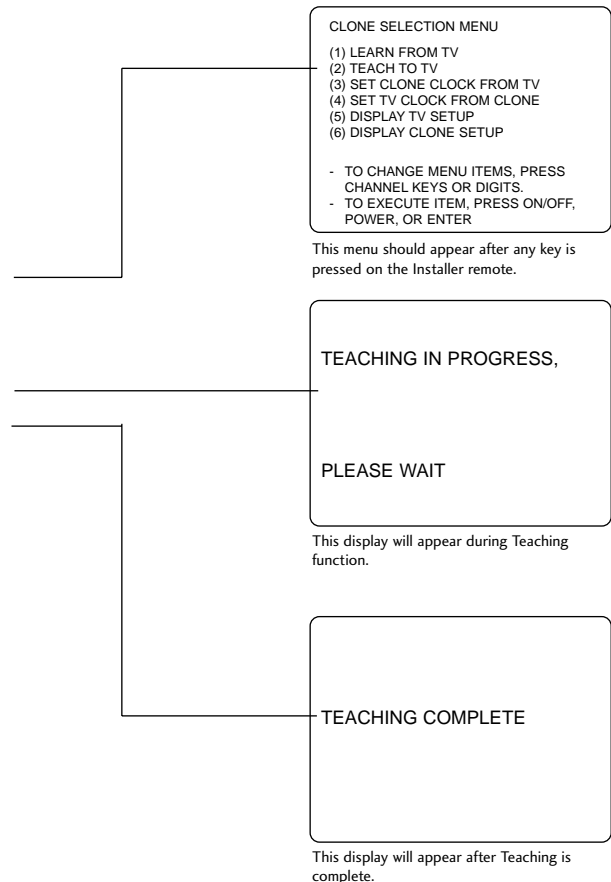 CLONE SELECTION MENU
(1) LEARN FROM TV
(2) TEACH TO TV
(3) SET CLONE CLOCK FROM TV
(4) SET TV CLOCK FROM CLONE
(5) DISPLAY TV SETUP
(6) DISPLAY CLONE SETUP
- TO CHANGE MENU ITEMS, PRESS
CHANNEL KEYS OR DIGITS.
- TO EXECUTE ITEM, PRESS ON/OFF,
POWER, OR ENTER
This menu should appear after any key is
pressed on the Installer remote.
TEACHING IN PROGRESS,
PLEASE WAIT
This display will appear during Teaching
function.
TEACHING COMPLETE
This display will appear after Teaching is
complete.